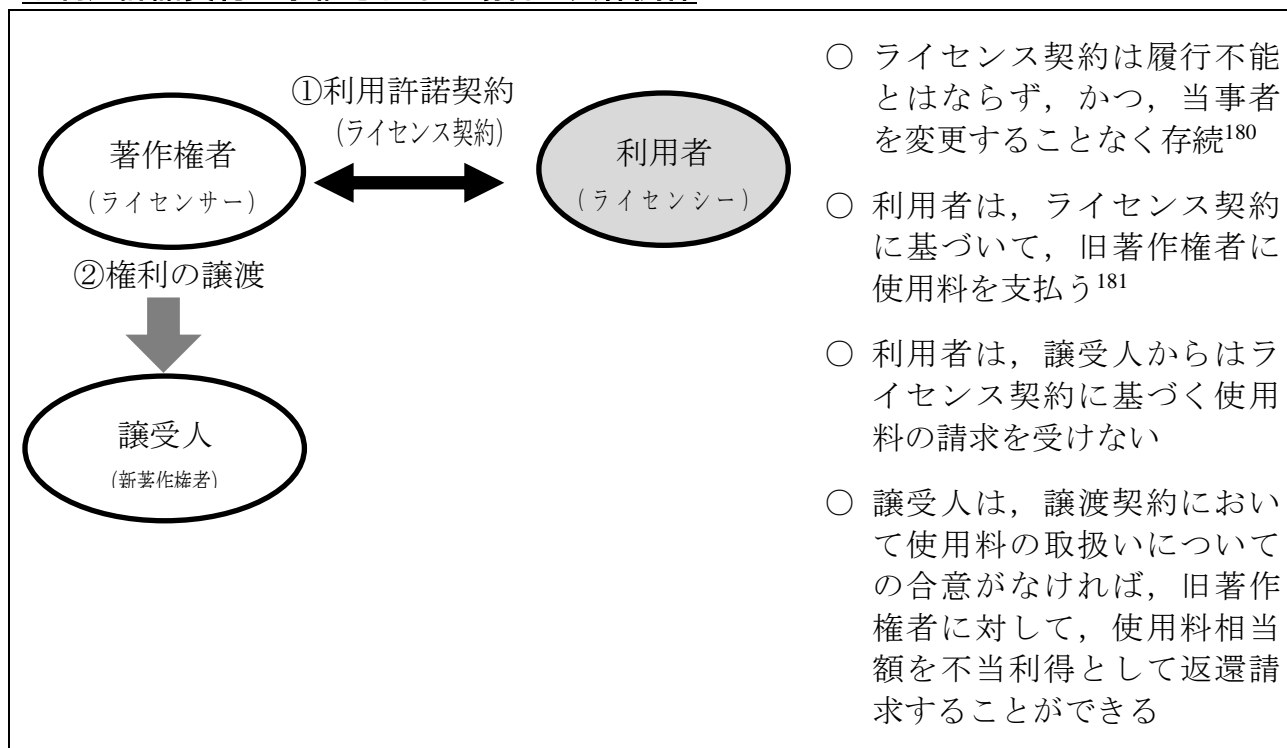 ①利用許諾契約
(ライセンス契約)
著作権者
(ライセンサー)
利用者
(ライセンシー)
②権利の譲渡
譲受人
(新著作権者)
○ ライセンス契約は履行不能
とはならず，かつ，当事者
を変更することなく存続180
○ 利用者は，ライセンス契約
に基づいて，旧著作権者に
使用料を支払う181
○ 利用者は，譲受人からはラ
イセンス契約に基づく使用
料の請求を受けない
○ 譲受人は，譲渡契約におい
て使用料の取扱いについて
の合意がなければ，旧著作
権者に対して，使用料相当
額を不当利得として返還請
求することができる